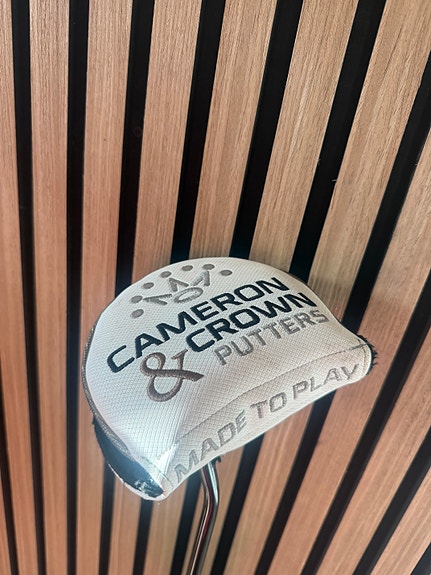 CAMERON
& CROWN
PUTTERS
MADE TO PLAY